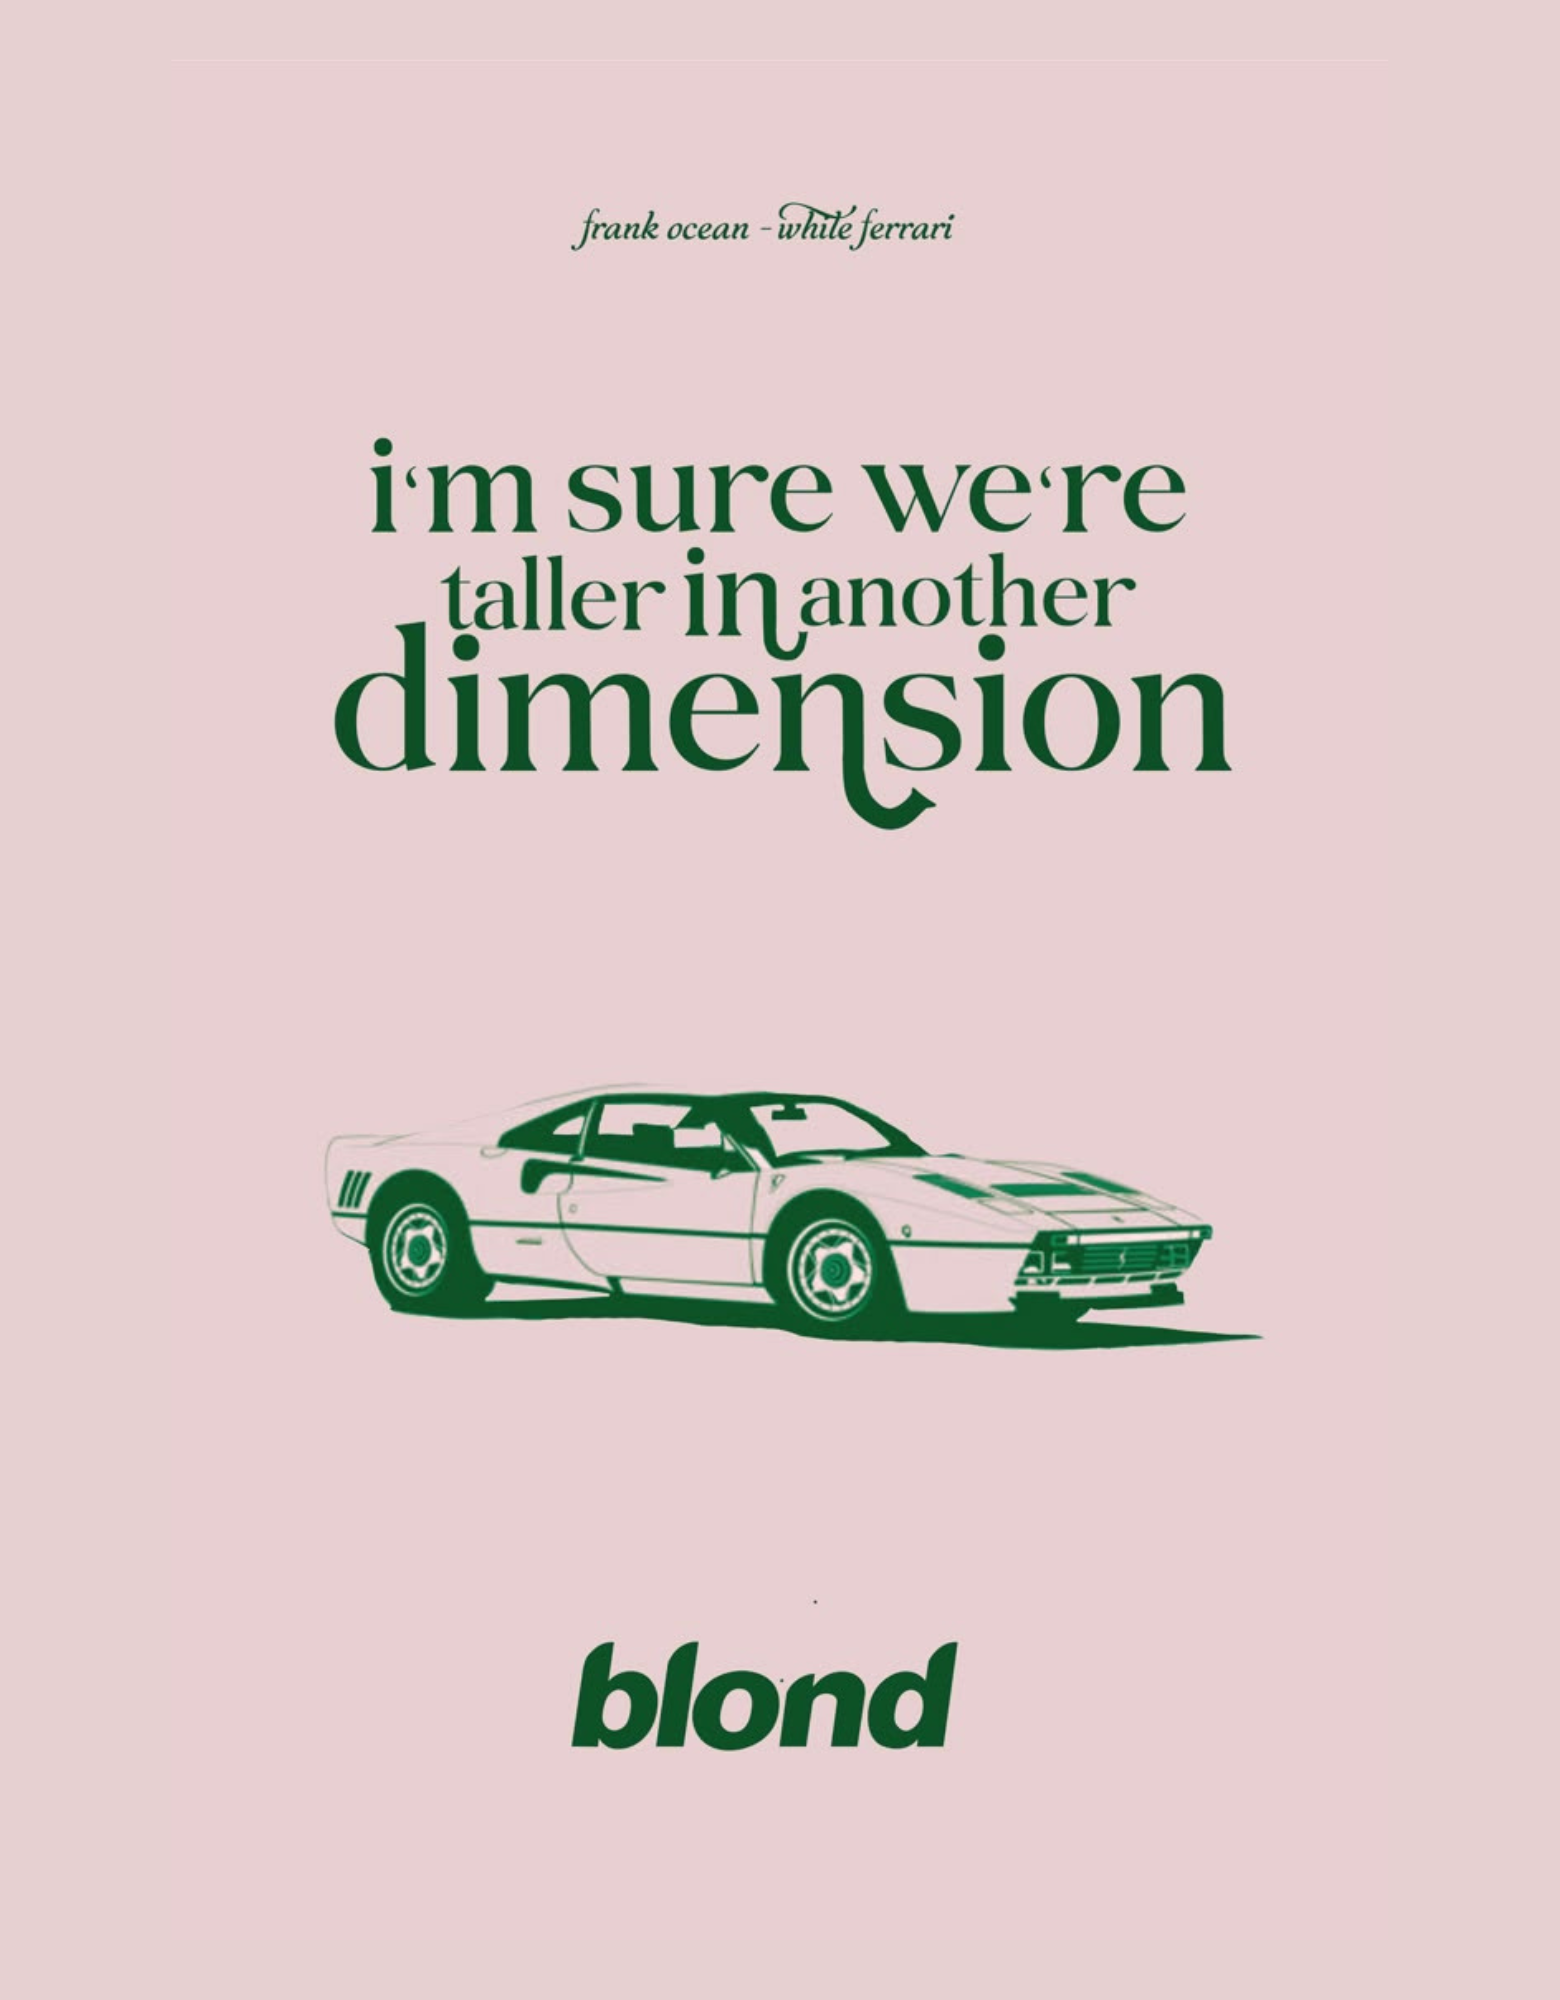 frank ocean - white ferrari
i‘m sure we‘re
taller in another
dimension
blond